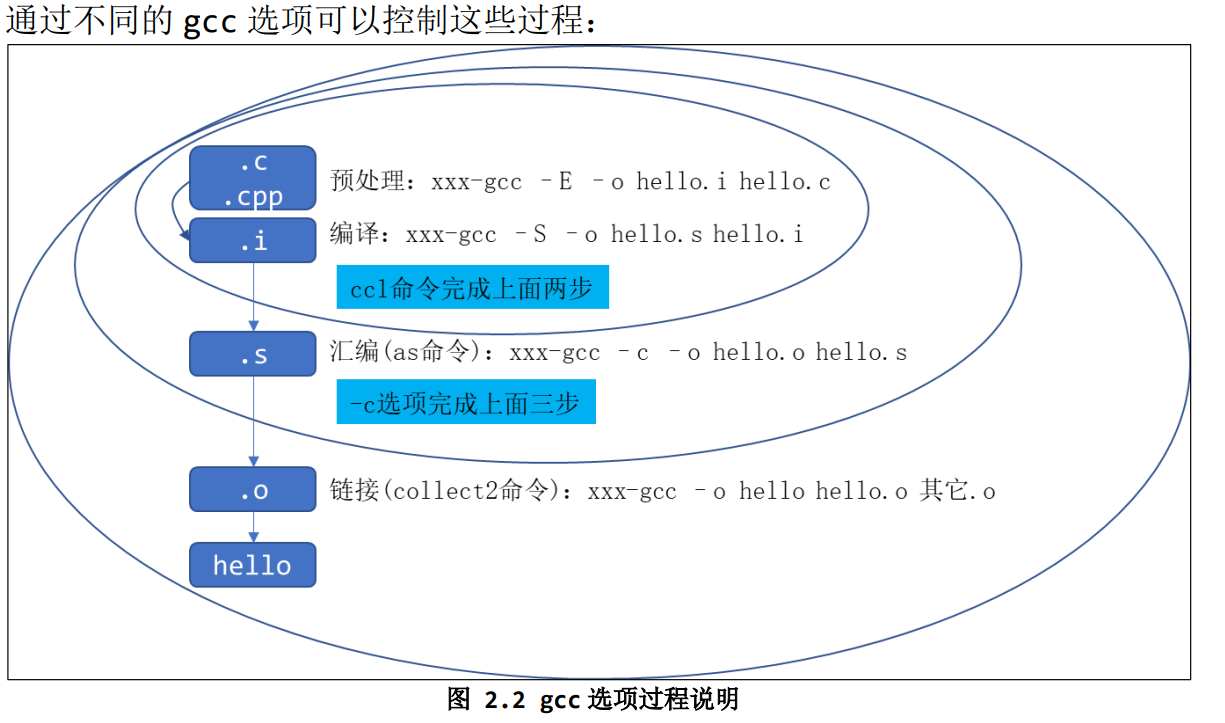 通过不同的 gcc 选项可以控制这些过程：
.c
.cpp
预处理：xxx-gcc –E –o hello.i hello.c
.i
编译：xxx-gcc –S –o hello.s hello.i
cc1命令完成上面两步
.s
汇编(as命令)：xxx-gcc –c –o hello.o hello.s
-c选项完成上面三步
.o
链接(collect2命令)：xxx-gcc –o hello hello.o 其它.o
hello
图 2.2 gcc 选项过程说明